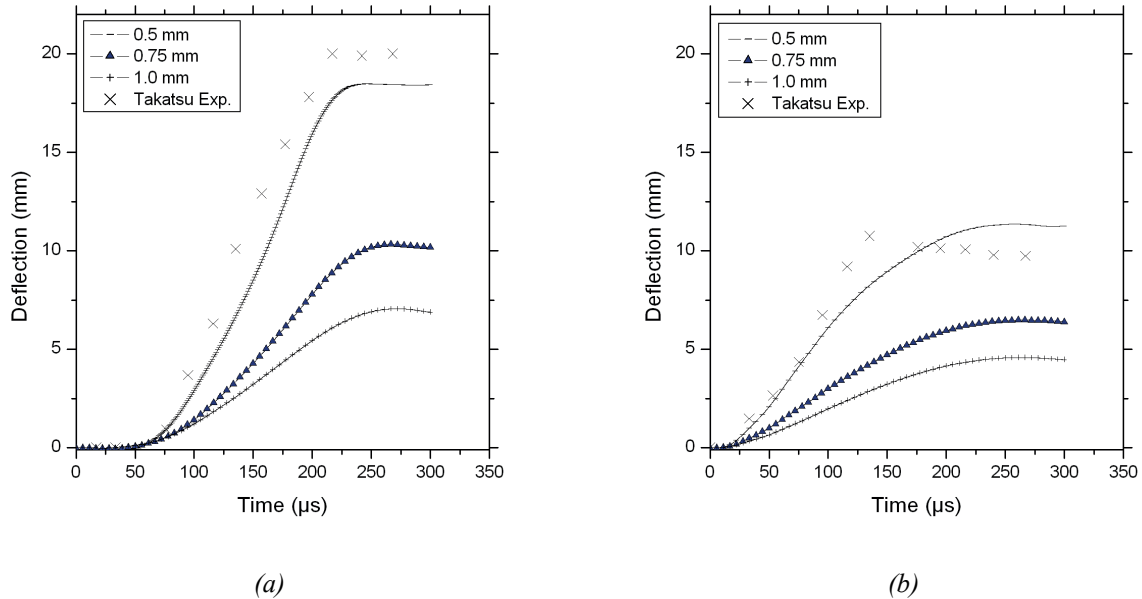 0.5 mm
0.75 mm
1.0 mm
Takatsu Exp.
20
15
10
5
0
Deflection (mm)
0 50 100 150 200 250 300 350
Time (µs)
(a)
0.5 mm
0.75 mm
1.0 mm
Takatsu Exp.
20
15
10
5
0
Deflection (mm)
0 50 100 150 200 250 300 350
Time (µs)
(b)